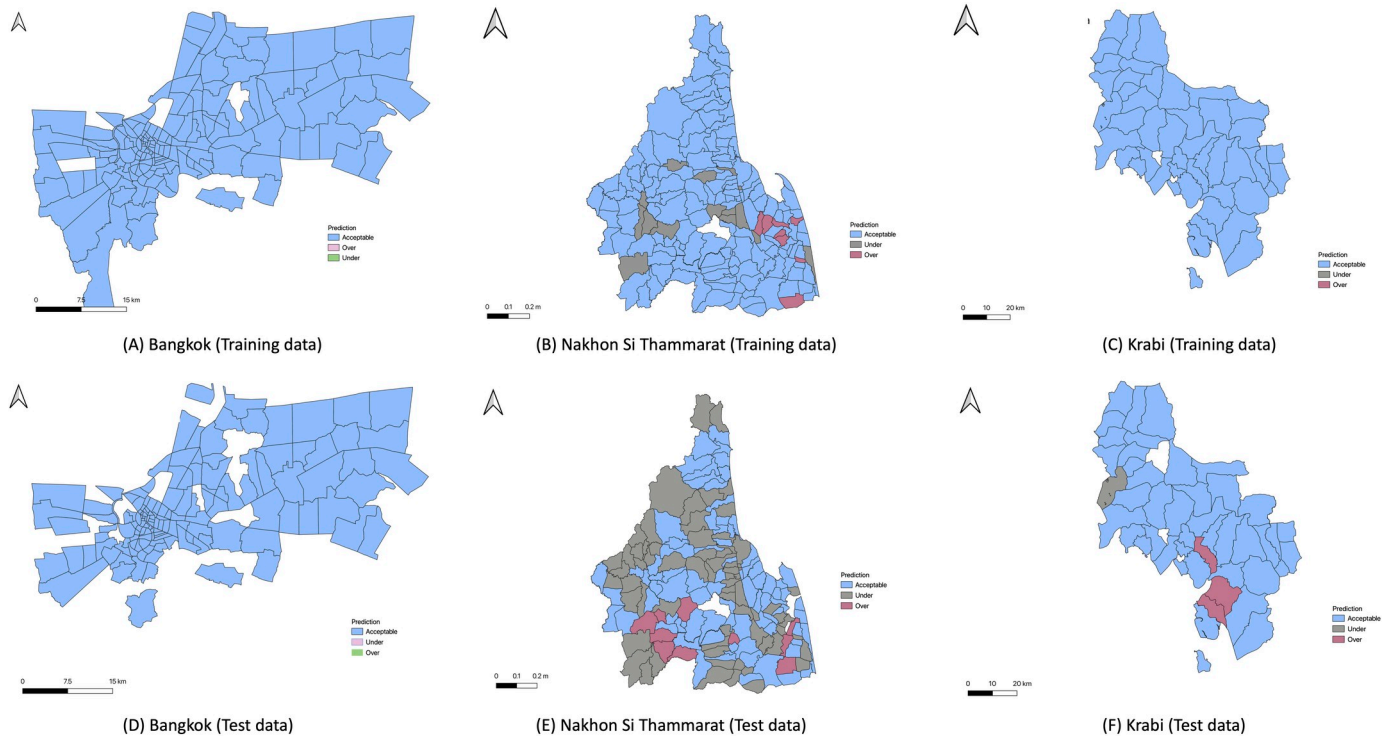 Prediction
Acceptable
Over
Under
0 7.5 15 km
(A) Bangkok (Training data)
Prediction
Acceptable
Under
Over
0 0.1 0.2 m
(B) Nakhon Si Thammarat (Training data)
Prediction
Acceptable
Under
Over
0 10 20 km
(C) Krabi (Training data)
Prediction
Acceptable
Under
Over
0 7.5 15 km
(D) Bangkok (Test data)
Prediction
Acceptable
Under
Over
0 0.1 0.2 m
(E) Nakhon Si Thammarat (Test data)
Prediction
Acceptable
Under
Over
0 10 20 km
(F) Krabi (Test data)